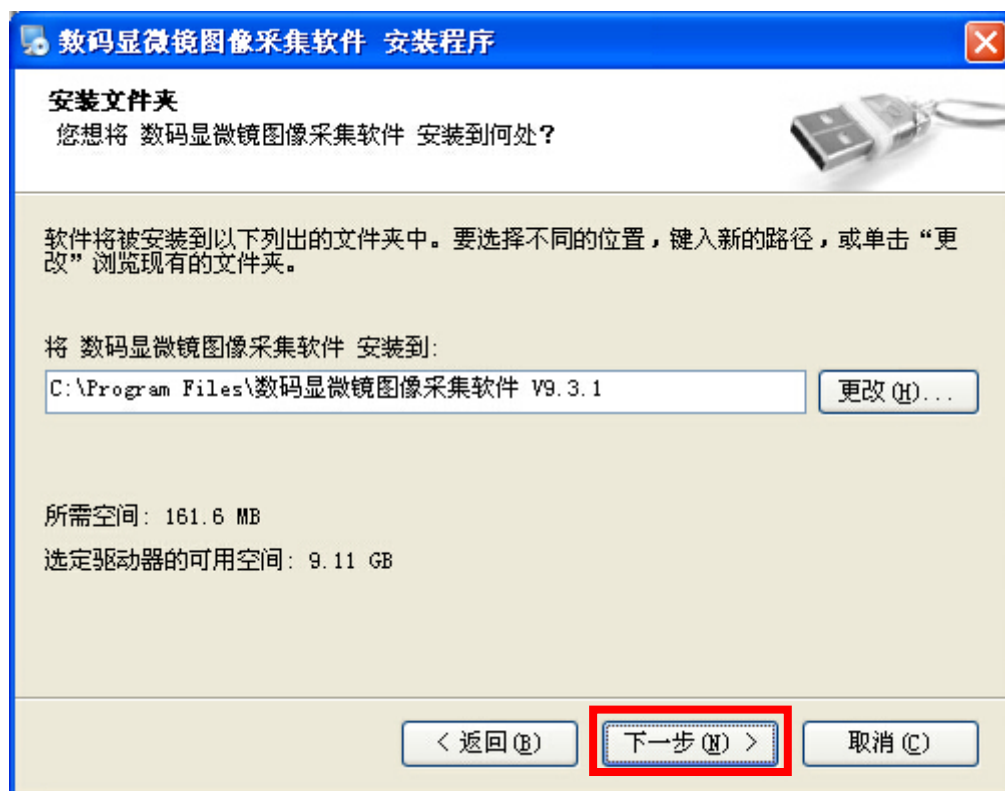 数码显微镜图像采集软件 安装程序
安装文件夹
您想将 数码显微镜图像采集软件 安装到何处?
软件将被安装到以下列出的文件夹中。要选择不同的位置,键入新的路径,或单击“更
改”浏览现有的文件夹。
将 数码显微镜图像采集软件 安装到:
C:\Program Files\数码显微镜图像采集软件 V9.3.1
更改(H)...
所需空间: 161.6 MB
选定驱动器的可用空间: 9.11 GB
< 返回(B) 下一步(N) > 取消(C)